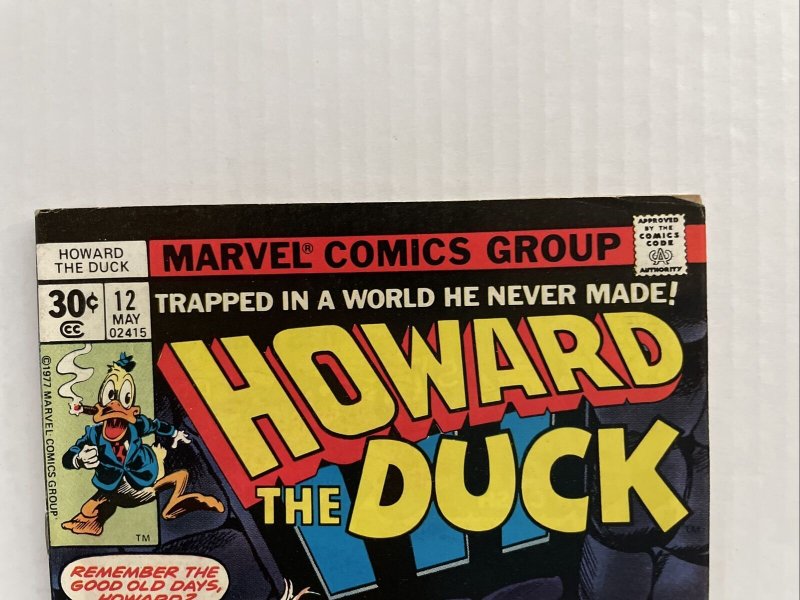 HOWARD
THE DUCK
MARVEL® COMICS GROUP
APPROVED
BY THE
COMICS
CODE
CA
AUTHORITY
30¢
CC
12
MAY
02415
TRAPPED IN A WORLD HE NEVER MADE!
HOWARD
THE DUCK
©1977 MARVEL COMICS GROUP
TM
REMEMBER THE
GOOD OLD DAYS,
HOWARD?